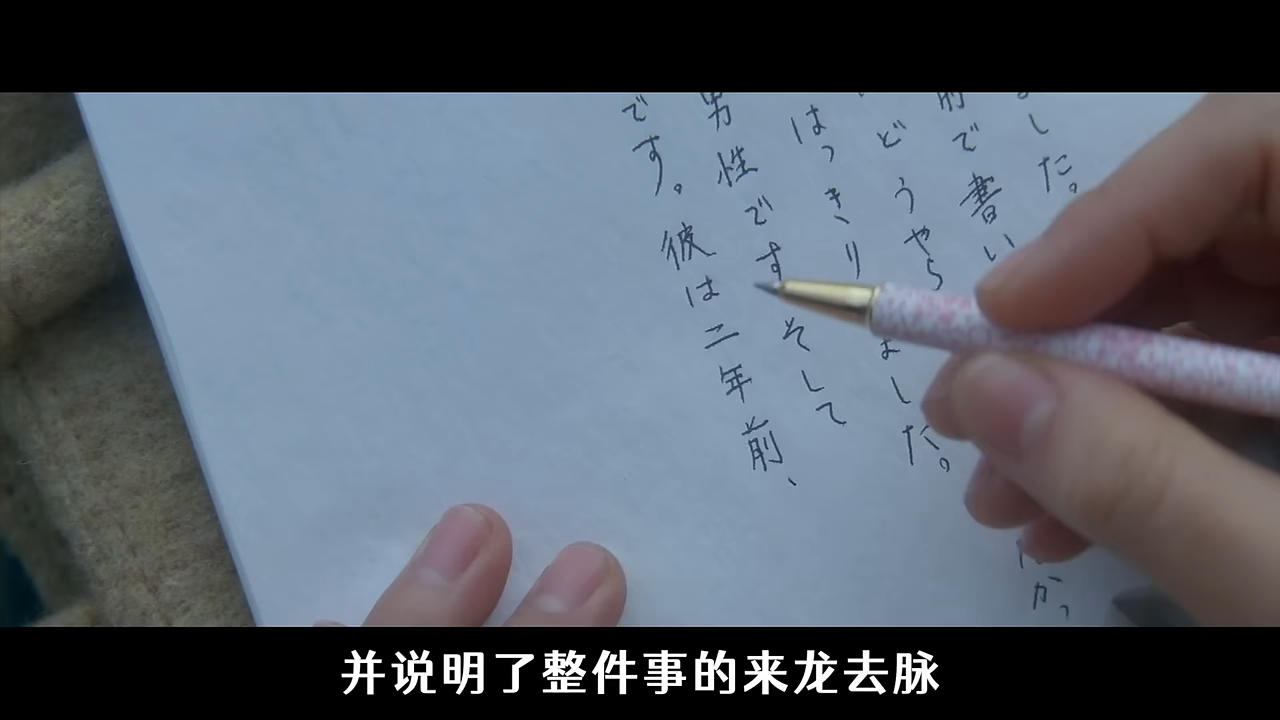 した。
前で書い
どうやら かっ
はっきり ました。
男性です そして
です。彼は二年前、
并说明了整件事的来龙去脉